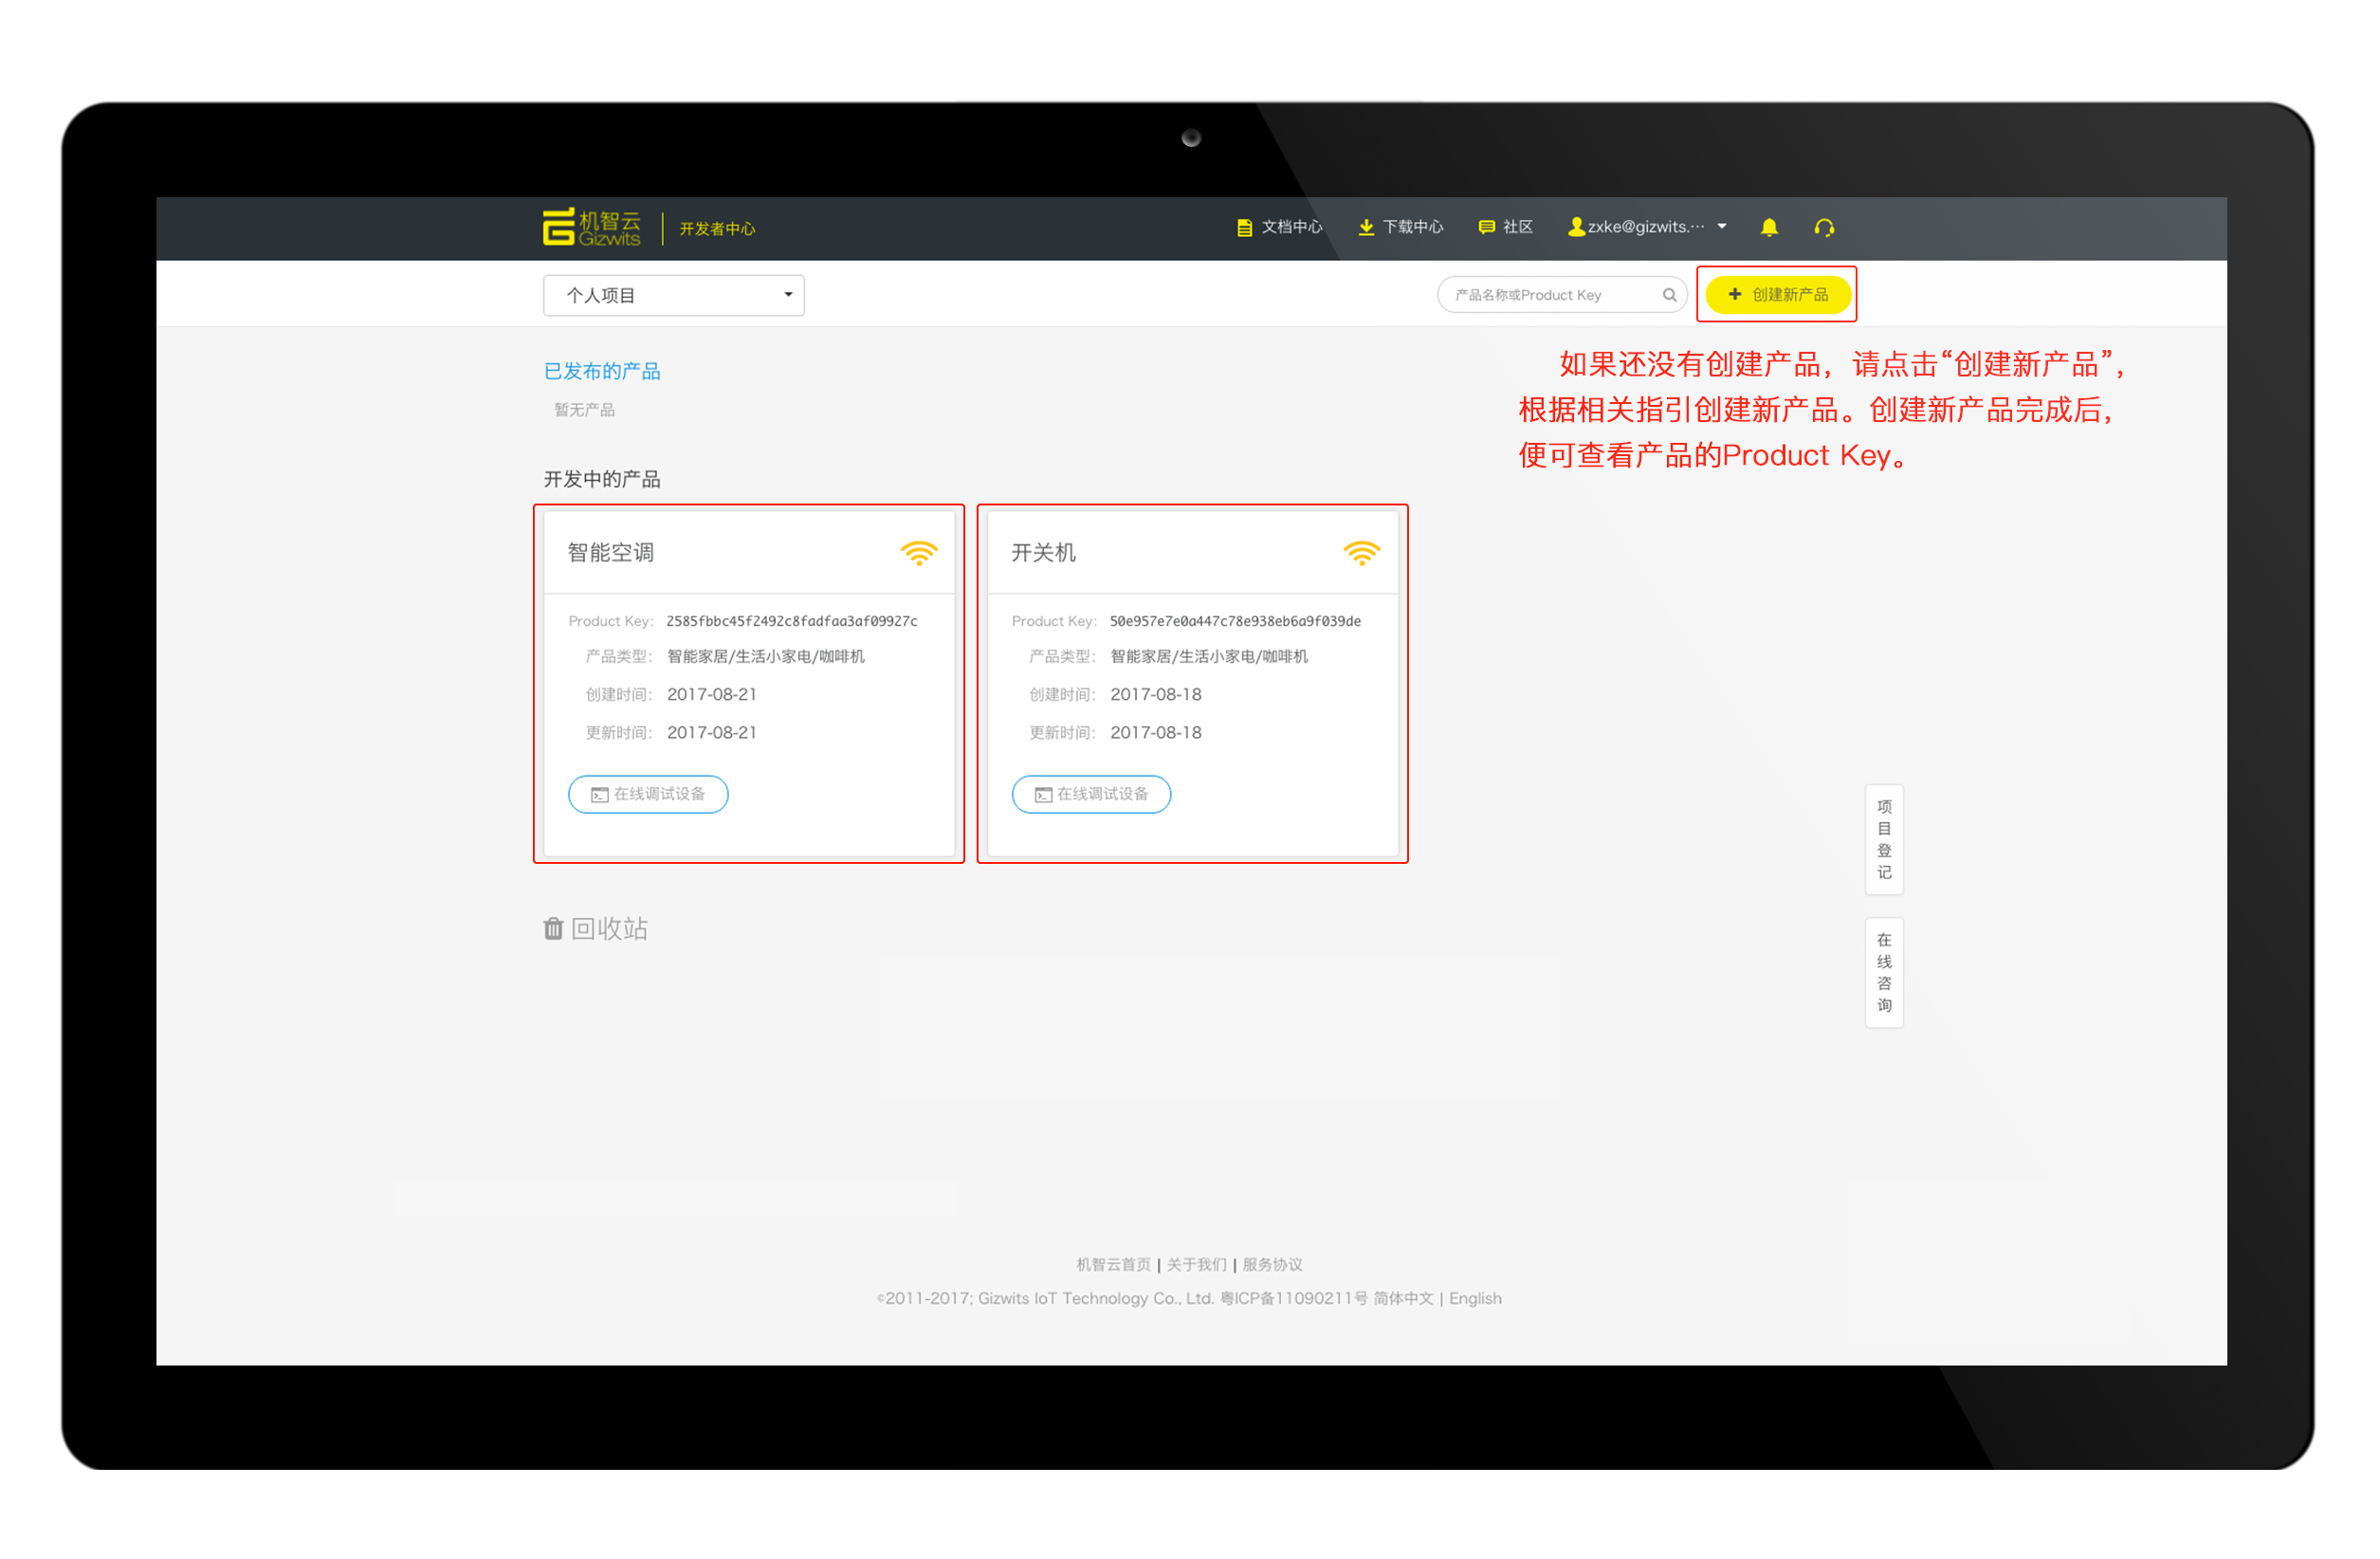 机智云 Gizwits 开发者中心 文档中心 下载中心 社区 zxke@gizwits.···
个人项目 产品名称或Product Key + 创建新产品
如果还没有创建产品，请点击“创建新产品”，
根据相关指引创建新产品。创建新产品完成后，
便可查看产品的Product Key。
已发布的产品
暂无产品
开发中的产品
智能空调
Product Key: 2585fbbc45f2492c8fadfaa3af09927c
产品类型: 智能家居/生活小家电/咖啡机
创建时间: 2017-08-21
更新时间: 2017-08-21
在线调试设备
开关机
Product Key: 50e957e7e0a447c78e938eb6a9f039de
产品类型: 智能家居/生活小家电/咖啡机
创建时间: 2017-08-18
更新时间: 2017-08-18
在线调试设备
项目登记
在线咨询
回收站
机智云首页 | 关于我们 | 服务协议
©2011-2017; Gizwits IoT Technology Co., Ltd. 粤ICP备11090211号 简体中文 | English